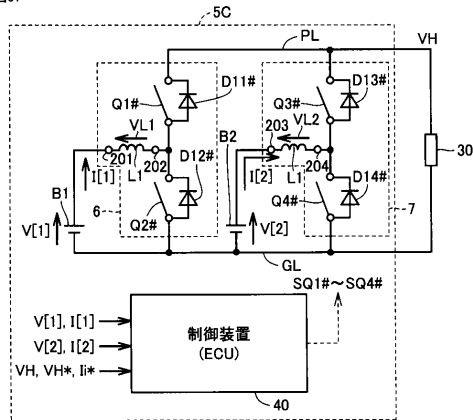 5C
PL
VH
D11#
D13#
Q1#
Q3#
VL1
VL2
B2
203
201
202
204
D12#
L1
L1
I[1]
I[2]
D14#
30
B1
6
7
Q2#
Q4#
V[1]
V[2]
GL
SQ1#~SQ4#
V[1], I[1]
V[2], I[2]
VH, VH*, Ii*
制御装置
(ECU)
40